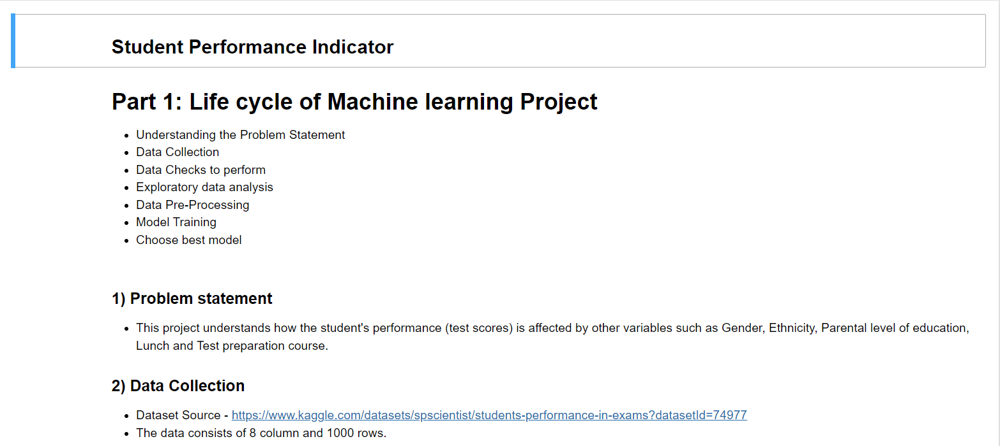 Student Performance Indicator
Part 1: Life cycle of Machine learning Project
Understanding the Problem Statement
Data Collection
Data Checks to perform
Exploratory data analysis
Data Pre-Processing
Model Training
Choose best model
1) Problem statement
This project understands how the student's performance (test scores) is affected by other variables such as Gender, Ethnicity, Parental level of education,
Lunch and Test preparation course.
2) Data Collection
Dataset Source - https://www.kaggle.com/datasets/spscientist/students-performance-in-exams?datasetId=74977
The data consists of 8 column and 1000 rows.